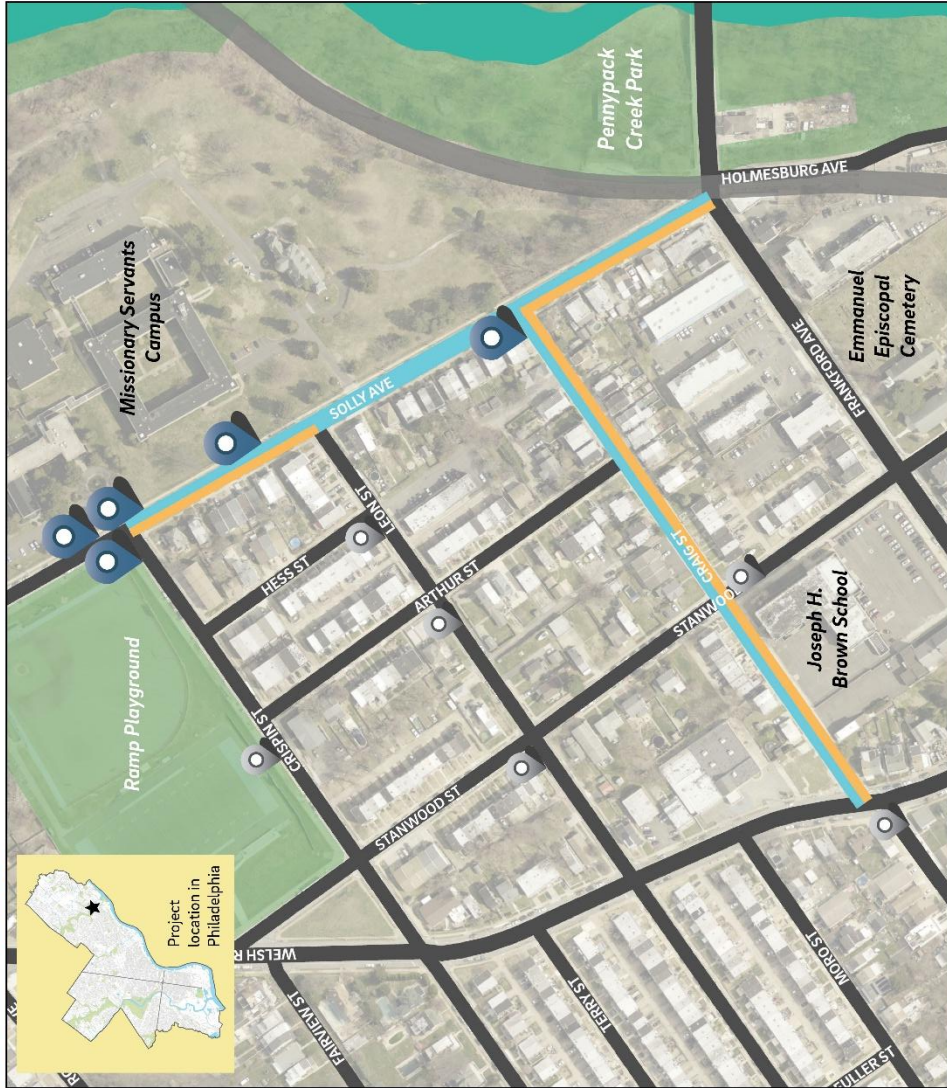 Pennypack
Creek Park
HOLMESBURG AVE
Missionary Servants
Campus
Emmanuel
Episcopal
Cemetery
FRANKFORD AVE
SOLLY AVE
LEON ST
HESS ST
ARTHUR ST
CRAIG ST
STANWOO
Joseph H.
Brown School
Ramp Playground
CRISPIN ST
STANWOOD ST
Project
location in
Philadelphia
WELSH R
FAIRVIEW ST
TERRY ST
MORO ST
ULLER ST